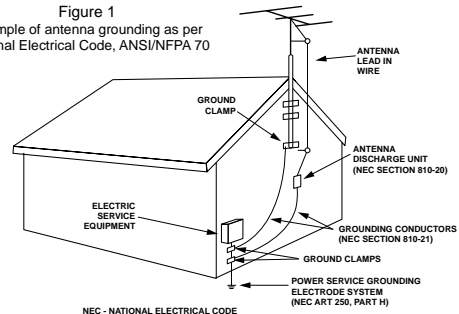 Figure 1
mple of antenna grounding as per
nal Electrical Code, ANSI/NFPA 70
ANTENNA
LEAD IN
WIRE
GROUND
CLAMP
ANTENNA
DISCHARGE UNIT
(NEC SECTION 810-20)
ELECTRIC
SERVICE
EQUIPMENT
GROUNDING CONDUCTORS
(NEC SECTION 810-21)
GROUND CLAMPS
POWER SERVICE GROUNDING
ELECTRODE SYSTEM
(NEC ART 250, PART H)
NEC - NATIONAL ELECTRICAL CODE